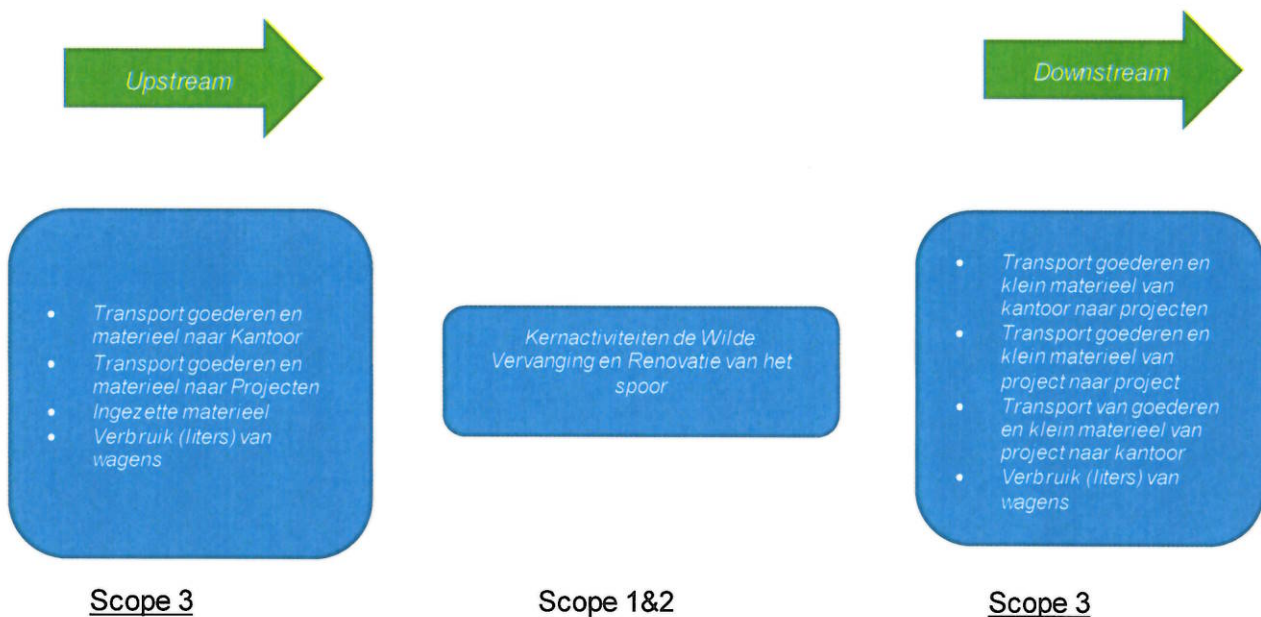 Upstream
Downstream
• Transport goederen en
materieel naar Kantoor
• Transport goederen en
materieel naar Projecten
• Ingezette materieel
• Verbruik (liters) van
wagens
Kernactiviteiten de Wilde
Vervanging en Renovatie van het
spoor
• Transport goederen en
klein materieel van
kantoor naar projecten
• Transport goederen en
klein materieel van
project naar project
• Transport van goederen
en klein materieel van
project naar kantoor
• Verbruik (liters) van
wagens
Scope 3
Scope 1&2
Scope 3